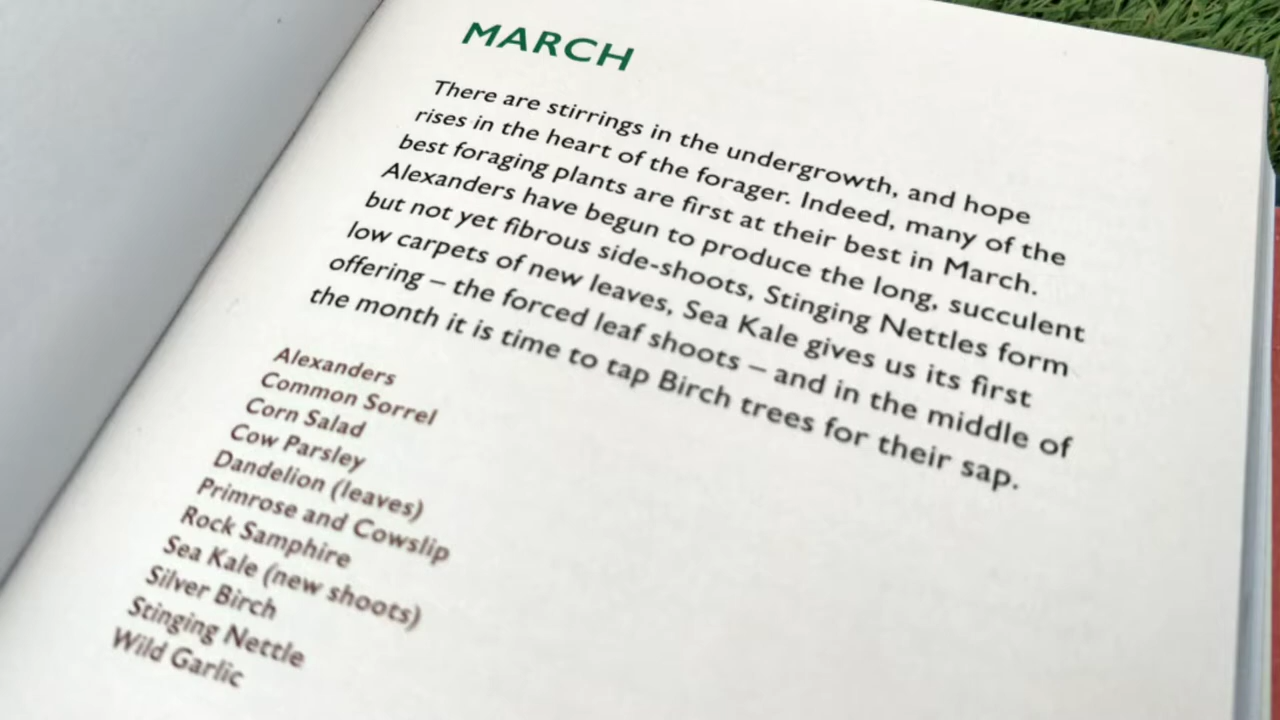 MARCH
There are stirrings in the undergrowth, and hope
rises in the heart of the forager. Indeed, many of the
best foraging plants are first at their best in March.
Alexanders have begun to produce the long, succulent
but not yet fibrous side-shoots, Stinging Nettles form
low carpets of new leaves, Sea Kale gives us its first
offering – the forced leaf shoots – and in the middle of
the month it is time to tap Birch trees for their sap.
Alexanders
Common Sorrel
Corn Salad
Cow Parsley
Dandelion (leaves)
Primrose and Cowslip
Rock Samphire
Sea Kale (new shoots)
Silver Birch
Stinging Nettle
Wild Garlic